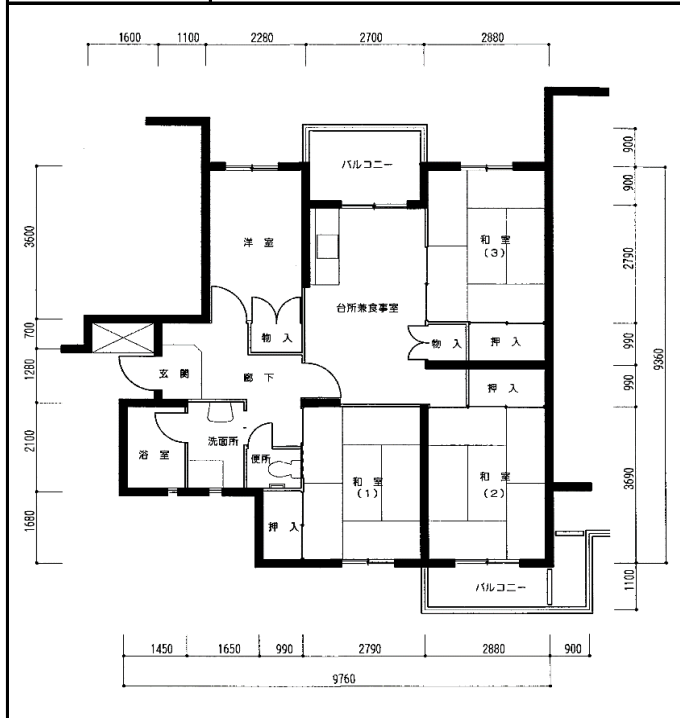 1600 1100 2280 2700 2880
バルコニー
900
900
3600
洋室
和室
(3)
2790
台所兼食事室
物入
物入
押入
700
990
9360
玄関
廊下
押入
1280
990
浴室
洗面所
便所
2100
和室
(1)
和室
(2)
3690
押入
1680
バルコニー
1100
1450 1650 990 2790 2880 900
9760